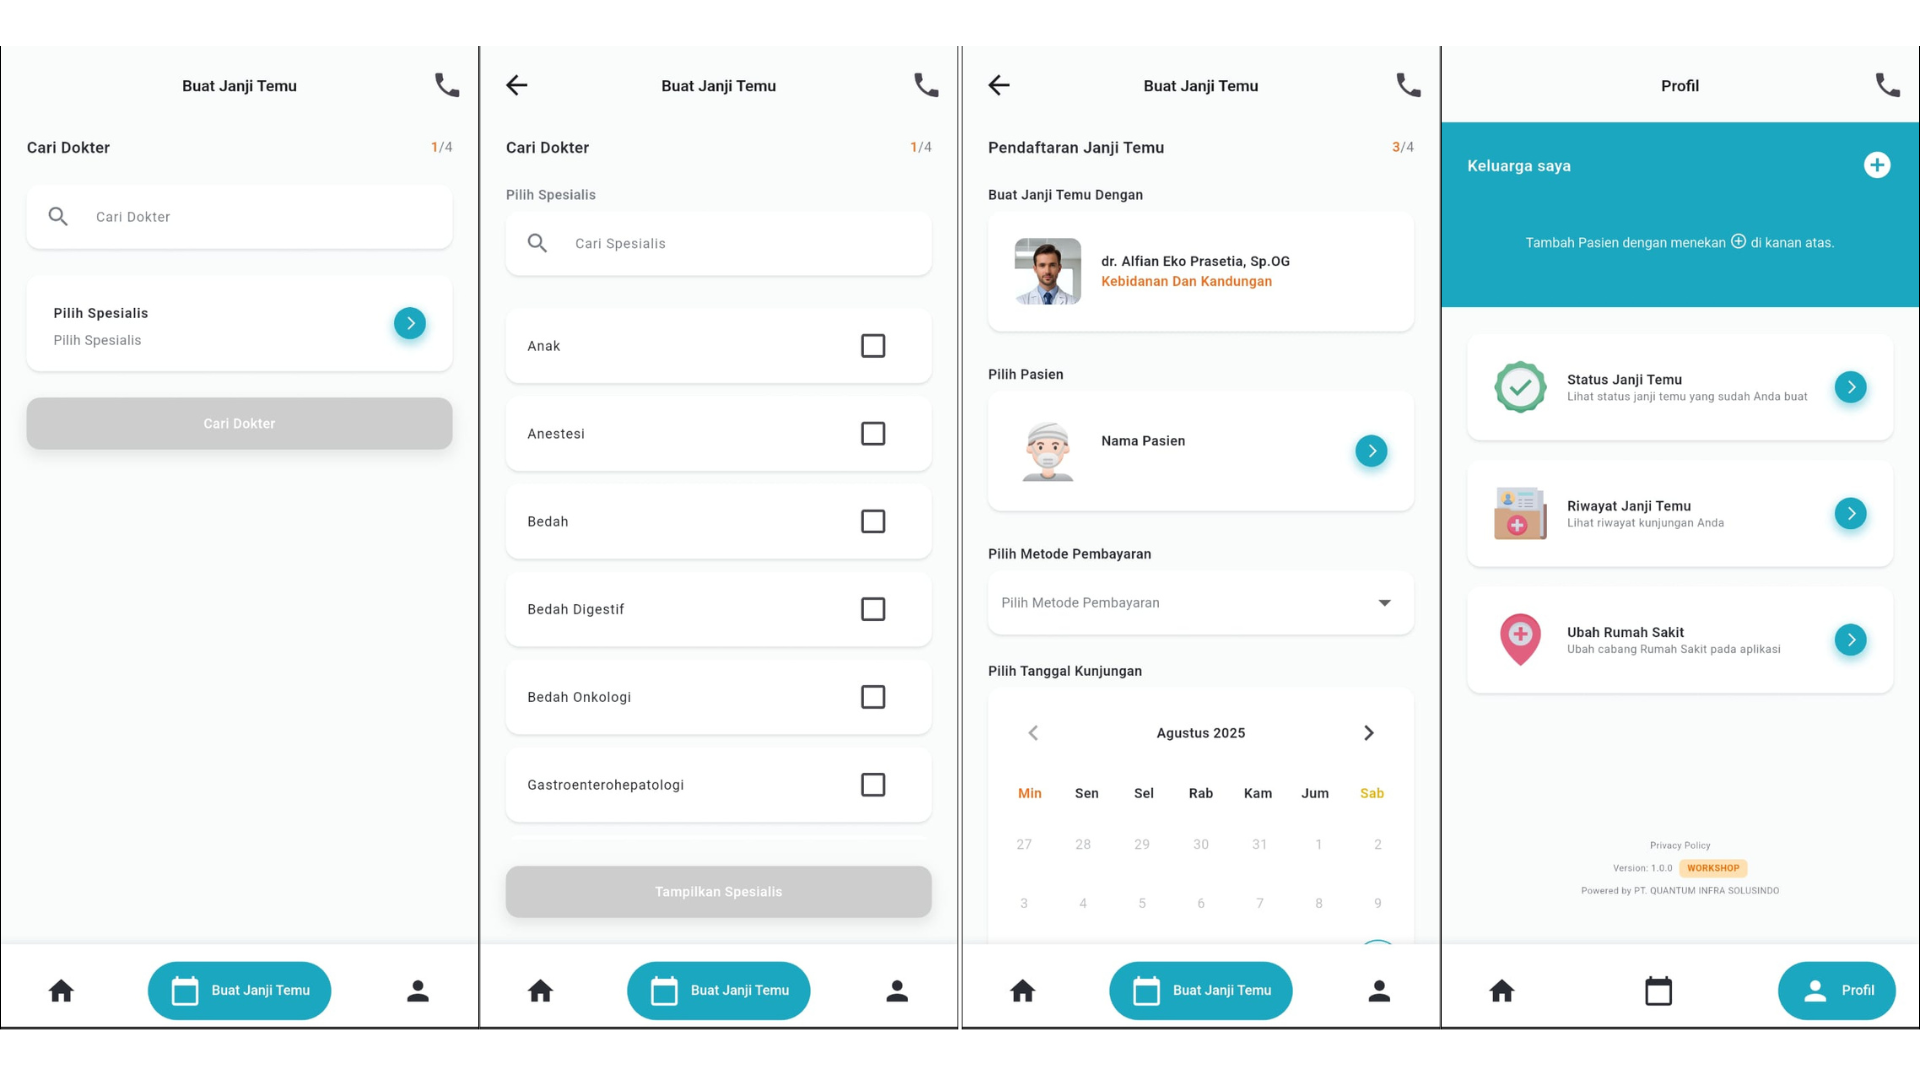 Buat Janji Temu
Cari Dokter 1/4
Cari Dokter
Pilih Spesialis
Pilih Spesialis
Cari Dokter
Buat Janji Temu
Buat Janji Temu
Cari Dokter 1/4
Pilih Spesialis
Cari Spesialis
Anak
Anestesi
Bedah
Bedah Digestif
Bedah Onkologi
Gastroenterohepatologi
Tampilkan Spesialis
Buat Janji Temu
Buat Janji Temu
Pendaftaran Janji Temu 3/4
Buat Janji Temu Dengan
dr. Alfian Eko Prasetia, Sp.OG
Kebidanan Dan Kandungan
Pilih Pasien
Nama Pasien
Pilih Metode Pembayaran
Pilih Metode Pembayaran
Pilih Tanggal Kunjungan
Agustus 2025
Min Sen Sel Rab Kam Jum Sab
27 28 29 30 31 1 2
3 4 5 6 7 8 9
Buat Janji Temu
Profil
Keluarga saya
Tambah Pasien dengan menekan di kanan atas.
Status Janji Temu
Lihat status janji temu yang sudah Anda buat
Riwayat Janji Temu
Lihat riwayat kunjungan Anda
Ubah Rumah Sakit
Ubah cabang Rumah Sakit pada aplikasi
Privacy Policy
Version: 1.0.0 WORKSHOP
Powered by PT. QUANTUM INFRA SOLUSINDO
Profil